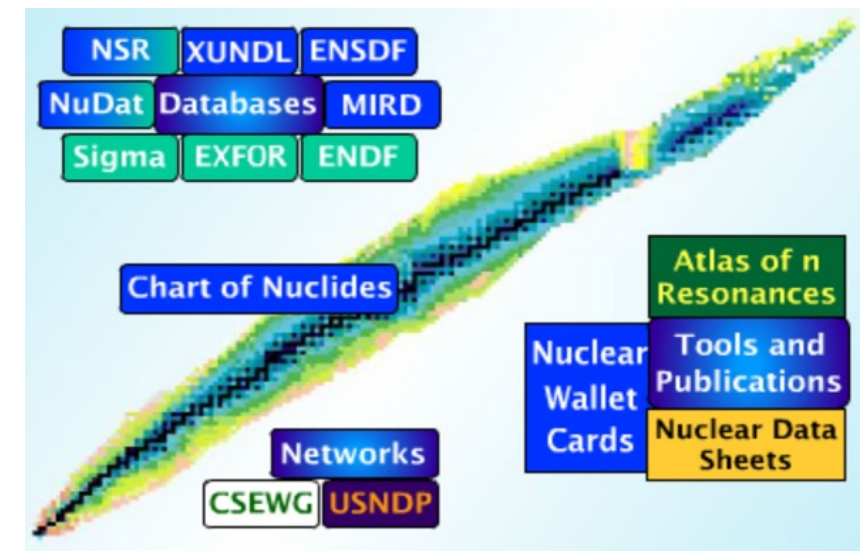 NSR XUNDL ENSDF
NuDat Databases MIRD
Sigma EXFOR ENDF
Chart of Nuclides
Atlas of n
Resonances
Nuclear
Wallet
Cards
Tools and
Publications
Nuclear Data
Sheets
Networks
CSEWG USNDP